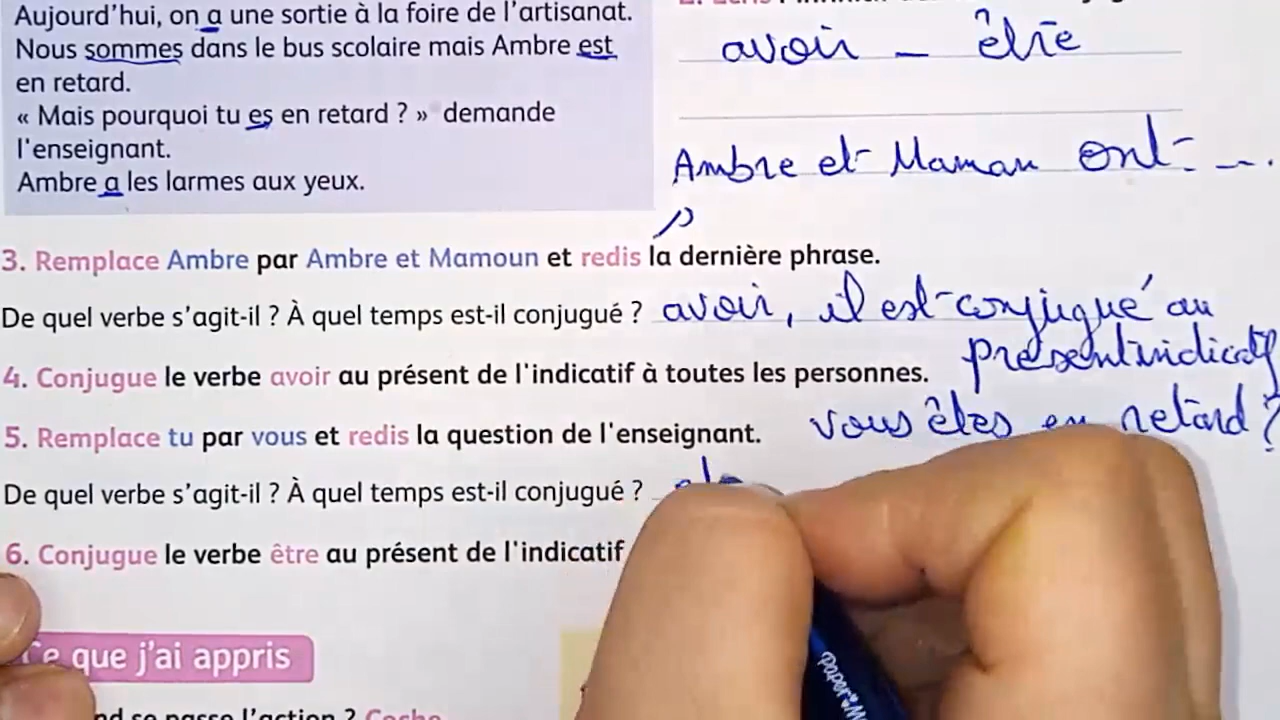 Aujourd'hui, on a une sortie à la foire de l'artisanat.
Nous sommes dans le bus scolaire mais Ambre est
en retard.
« Mais pourquoi tu es en retard ? » demande
l'enseignant.
Ambre a les larmes aux yeux.
avoir – être
Ambre et Maman ont ....
3. Remplace Ambre par Ambre et Mamoun et redis la dernière phrase.
De quel verbe s'agit-il ? À quel temps est-il conjugué ? avoir, il est conjugué au
présent indicatif
4. Conjugue le verbe avoir au présent de l'indicatif à toutes les personnes.
5. Remplace tu par vous et redis la question de l'enseignant. vous êtes en retard ?
De quel verbe s'agit-il ? À quel temps est-il conjugué ?
6. Conjugue le verbe être au présent de l'indicatif
Ce que j'ai appris
se passe l'action ? Coche
PAPER